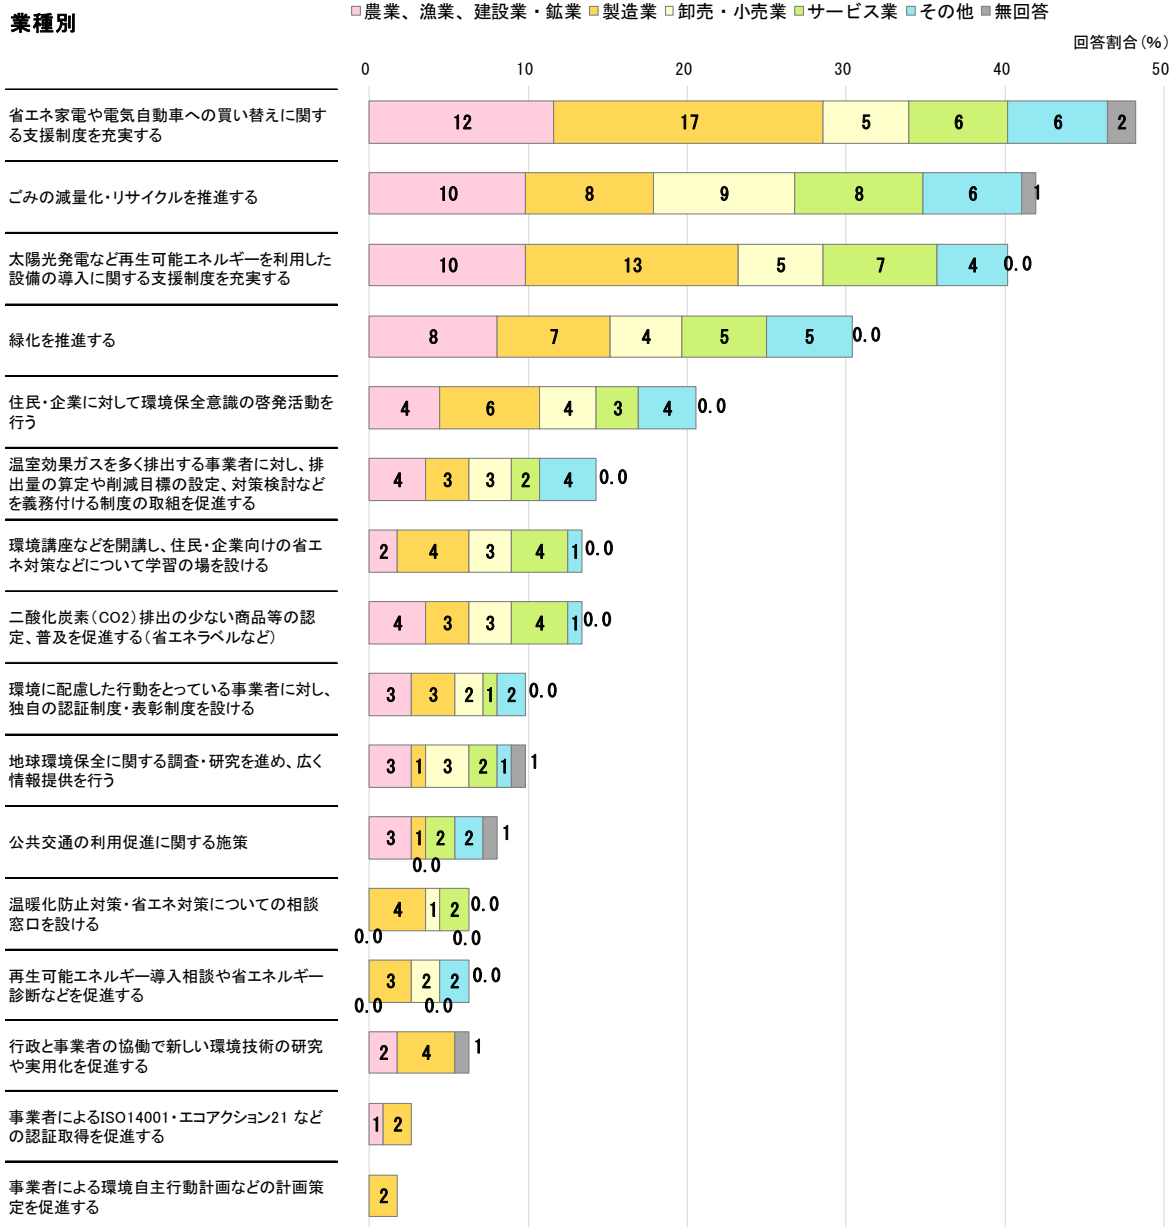 業種別
農業、漁業、建設業・鉱業 製造業 卸売・小売業 サービス業 その他 無回答
回答割合(%)
0 10 20 30 40 50
省エネ家電や電気自動車への買い替えに関す
る支援制度を充実する
12 17 5 6 6 2
ごみの減量化・リサイクルを推進する
10 8 9 8 6 1
太陽光発電など再生可能エネルギーを利用した
設備の導入に関する支援制度を充実する
10 13 5 7 4 0.0
緑化を推進する
8 7 4 5 5 0.0
住民・企業に対して環境保全意識の啓発活動を
行う
4 6 4 3 4 0.0
温室効果ガスを多く排出する事業者に対し、排
出量の算定や削減目標の設定、対策検討など
を義務付ける制度の取組を促進する
4 3 3 2 4 0.0
環境講座などを開講し、住民・企業向けの省エ
ネ対策などについて学習の場を設ける
2 4 3 4 1 0.0
二酸化炭素(CO2)排出の少ない商品等の認
定、普及を促進する(省エネラベルなど)
4 3 3 4 1 0.0
環境に配慮した行動をとっている事業者に対し、
独自の認証制度・表彰制度を設ける
3 3 2 1 2 0.0
地球環境保全に関する調査・研究を進め、広く
情報提供を行う
3 1 3 2 1 1
公共交通の利用促進に関する施策
3 1 2 2 1
0.0
温暖化防止対策・省エネ対策についての相談
窓口を設ける
4 1 2 0.0
0.0 0.0
再生可能エネルギー導入相談や省エネルギー
診断などを促進する
3 2 2 0.0
0.0 0.0
行政と事業者の協働で新しい環境技術の研究
や実用化を促進する
2 4 1
事業者によるISO14001・エコアクション21 など
の認証取得を促進する
1 2
事業者による環境自主行動計画などの計画策
定を促進する
2